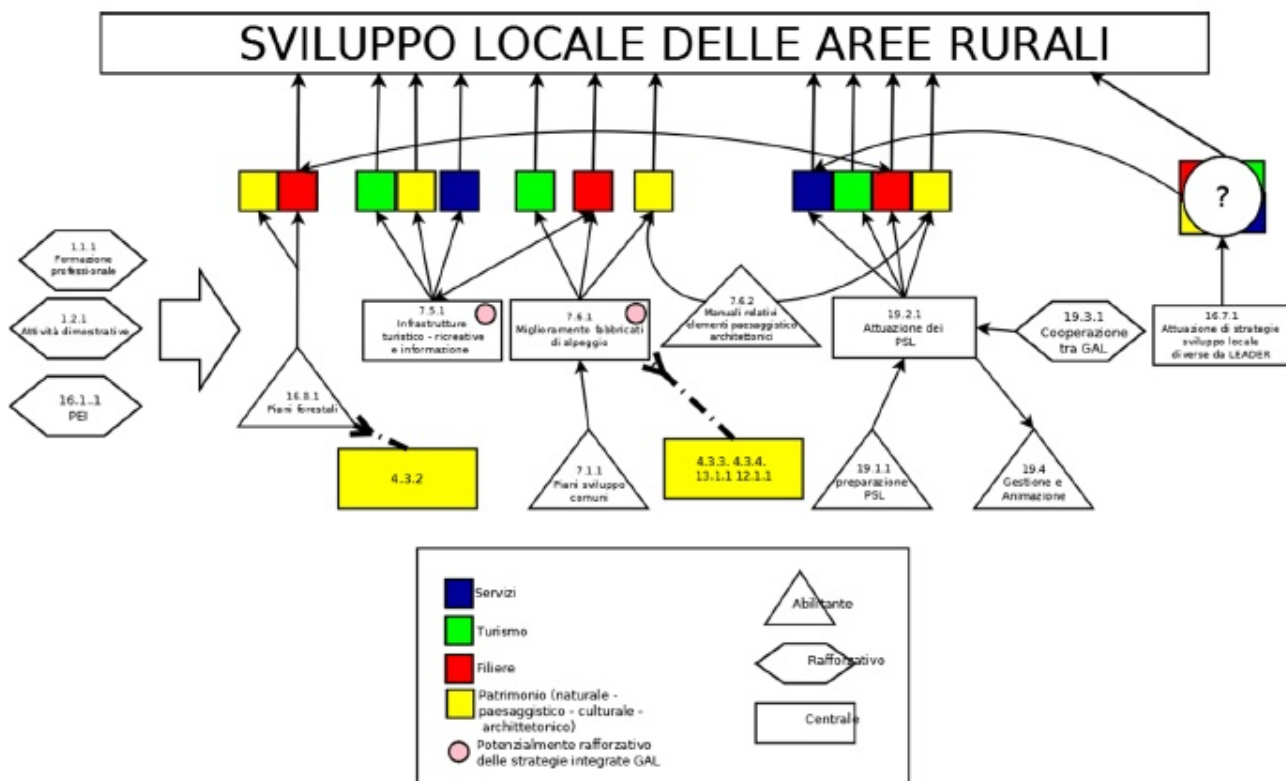 SVILUPPO LOCALE DELLE AREE RURALI
?
1.1.1
Formazione
professionale
1.2.1
Attività dimostrative
16.1.1
PEI
16.8.1
Piani forestali
4.3.2
7.5.1
Infrastrutture
turistico - ricreative
e informazione
7.6.1
Miglioramento fabbricati
di alpeggio
7.1.1
Piani sviluppo
comuni
7.6.2
Manuali relativi
elementi paesaggistico
architettonici
4.3.3. 4.3.4.
13.1.1 12.1.1
19.2.1
Attuazione dei
PSL
19.1.1
preparazione
PSL
19.4
Gestione e
Animazione
19.3.1
Cooperazione
tra GAL
16.7.1
Attuazione di strategie
sviluppo locale
diverse da LEADER
Servizi
Turismo
Filiere
Patrimonio (naturale -
paesaggistico - culturale -
archittetonico)
Potenzialmente rafforzativo
delle strategie integrate GAL
Abilitante
Rafforzativo
Centrale